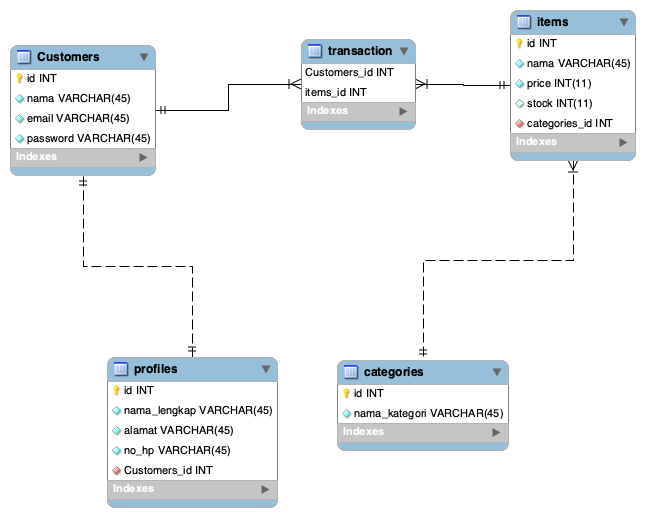 Customers
id INT
nama VARCHAR(45)
email VARCHAR(45)
password VARCHAR(45)
Indexes
transaction
Customers_id INT
items_id INT
Indexes
items
id INT
nama VARCHAR(45)
price INT(11)
stock INT(11)
categories_id INT
Indexes
profiles
id INT
nama_lengkap VARCHAR(45)
alamat VARCHAR(45)
no_hp VARCHAR(45)
Customers_id INT
Indexes
categories
id INT
nama_kategori VARCHAR(45)
Indexes